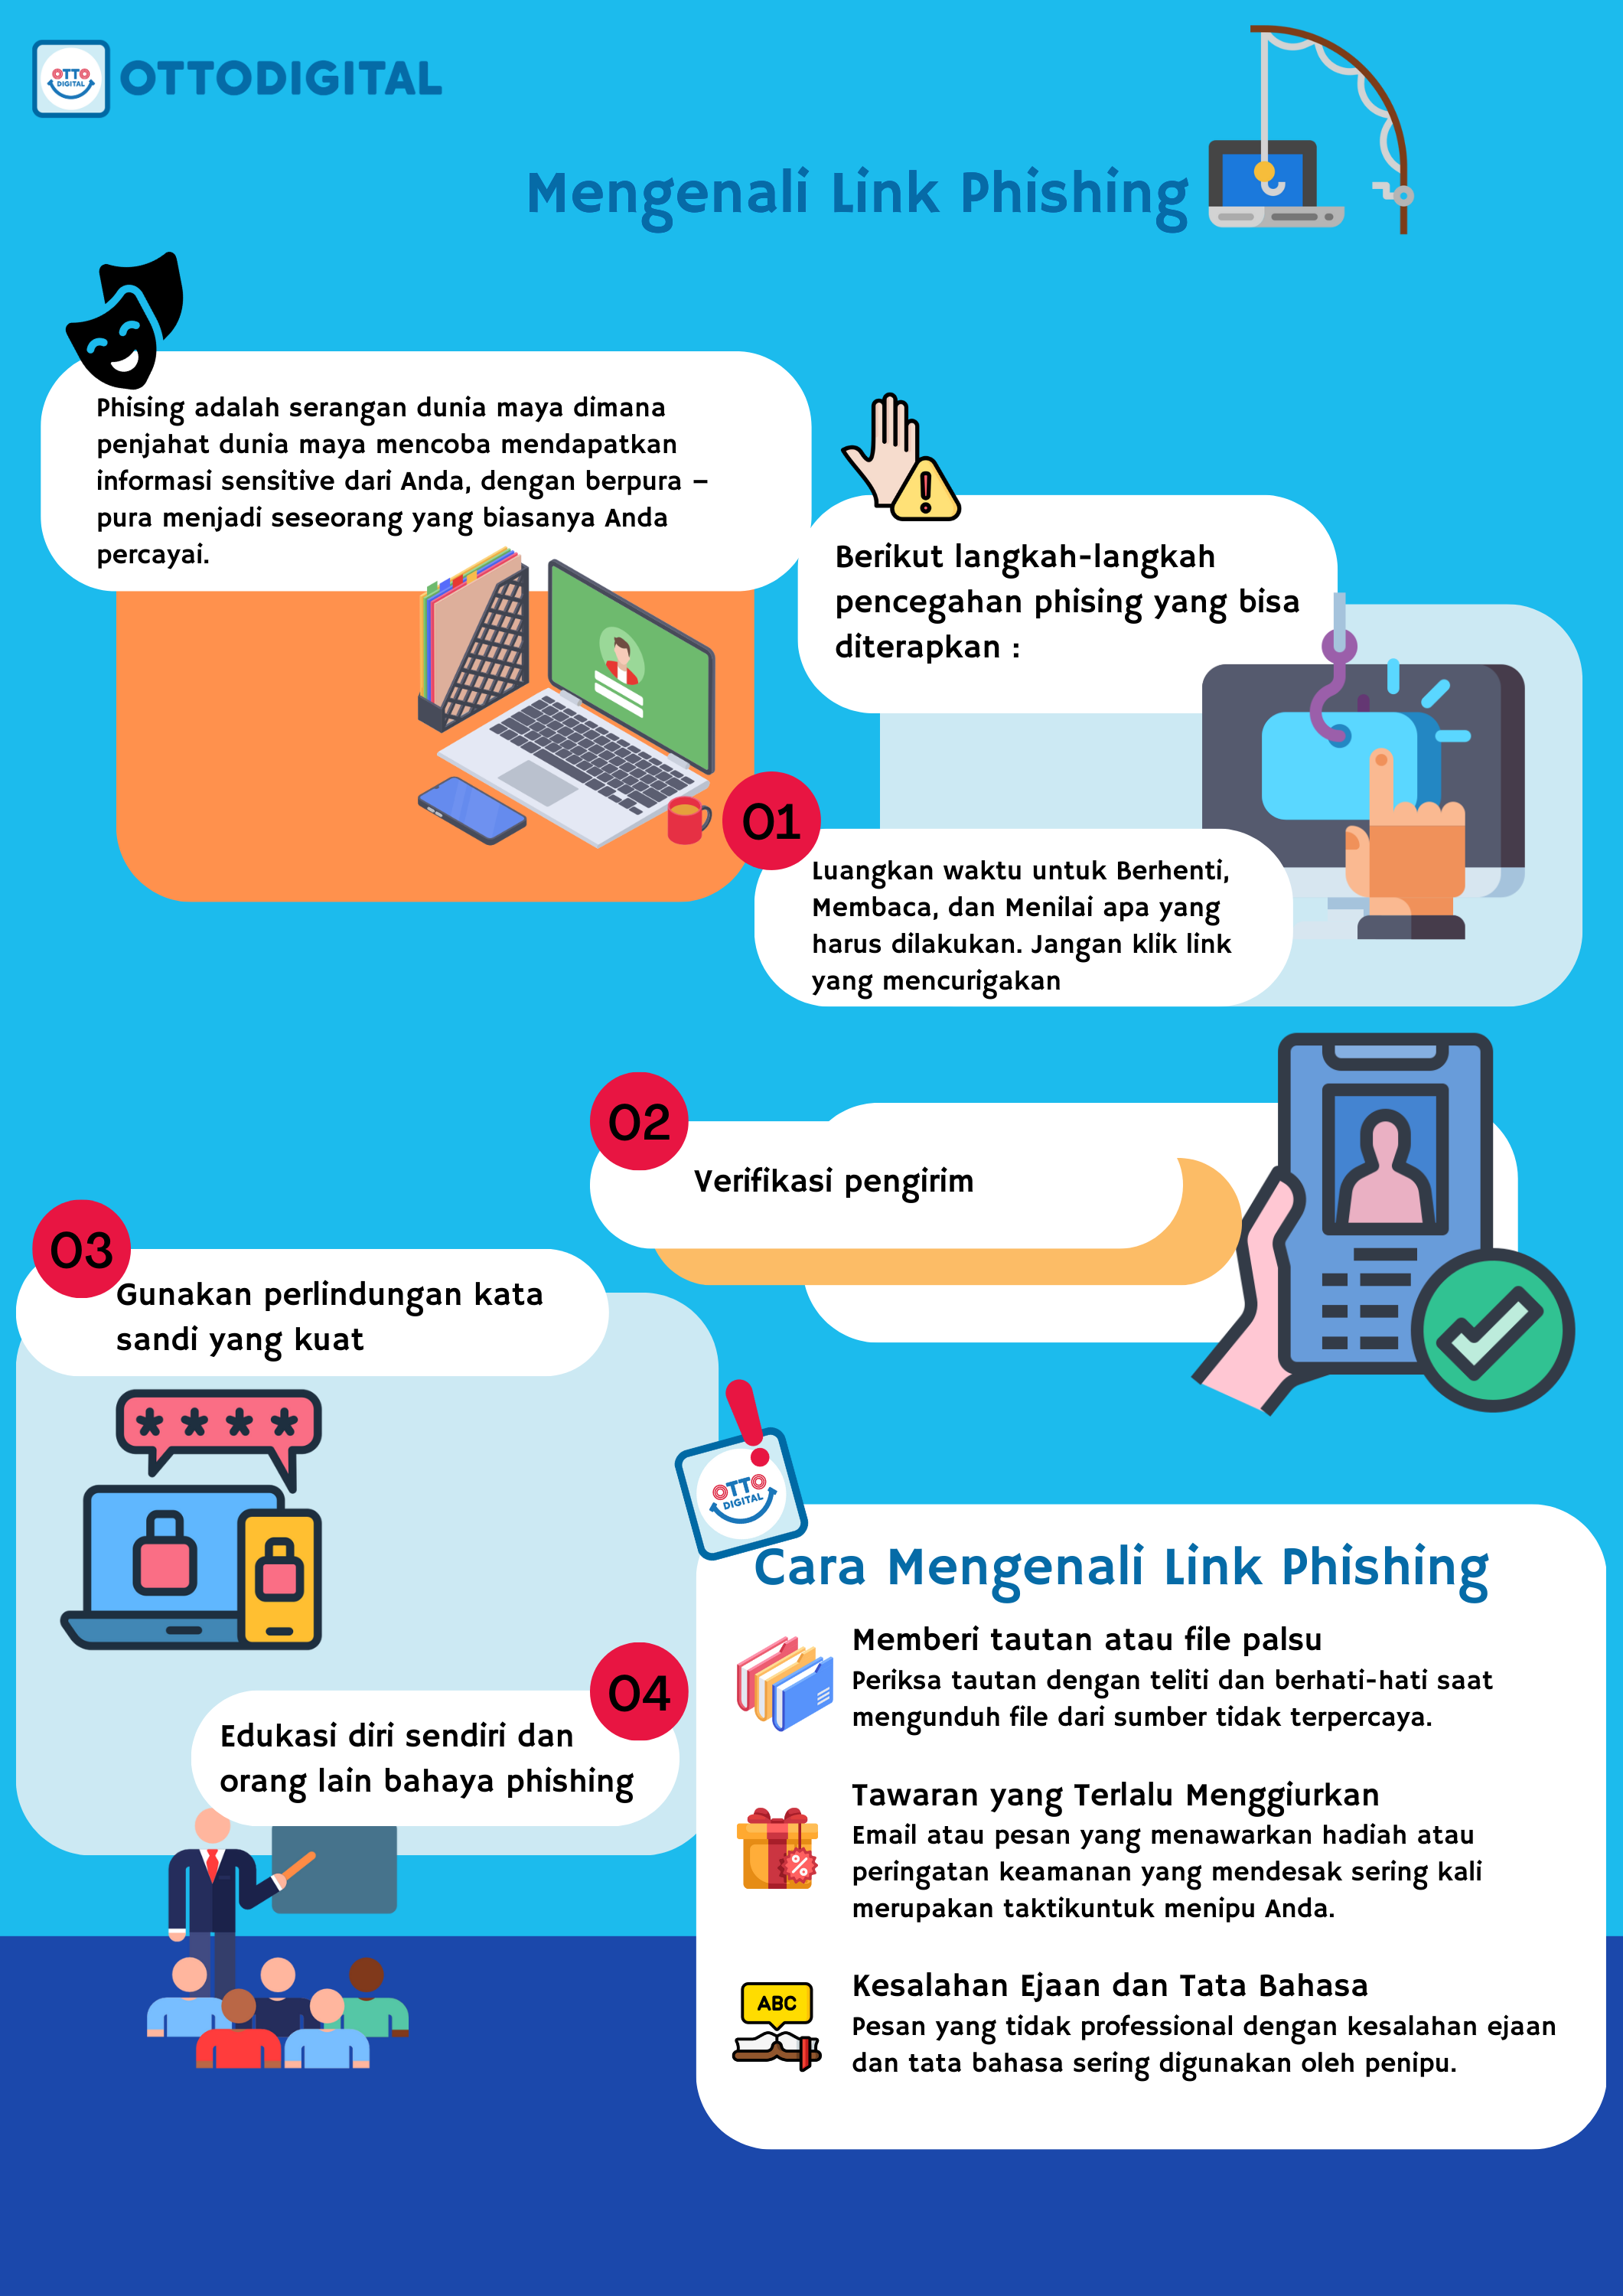 OTTO
DIGITAL
OTTODIGITAL
Mengenali Link Phishing
Phising adalah serangan dunia maya dimana
penjahat dunia maya mencoba mendapatkan
informasi sensitive dari Anda, dengan berpura –
pura menjadi seseorang yang biasanya Anda
percayai.
Berikut langkah-langkah
pencegahan phising yang bisa
diterapkan :
01
Luangkan waktu untuk Berhenti,
Membaca, dan Menilai apa yang
harus dilakukan. Jangan klik link
yang mencurigakan
02
Verifikasi pengirim
03
Gunakan perlindungan kata
sandi yang kuat
* * * *
04
Edukasi diri sendiri dan
orang lain bahaya phishing
OTTO
DIGITAL
Cara Mengenali Link Phishing
Memberi tautan atau file palsu
Periksa tautan dengan teliti dan berhati-hati saat
mengunduh file dari sumber tidak terpercaya.
Tawaran yang Terlalu Menggiurkan
Email atau pesan yang menawarkan hadiah atau
peringatan keamanan yang mendesak sering kali
merupakan taktikuntuk menipu Anda.
%
ABC
Kesalahan Ejaan dan Tata Bahasa
Pesan yang tidak professional dengan kesalahan ejaan
dan tata bahasa sering digunakan oleh penipu.